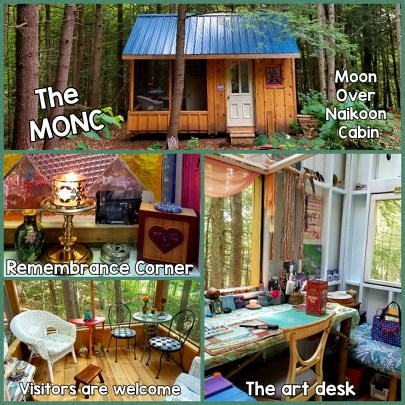 The
MONC
Moon
Over
Naikoon
Cabin
Remembrance Corner
Visitors are welcome
The art desk